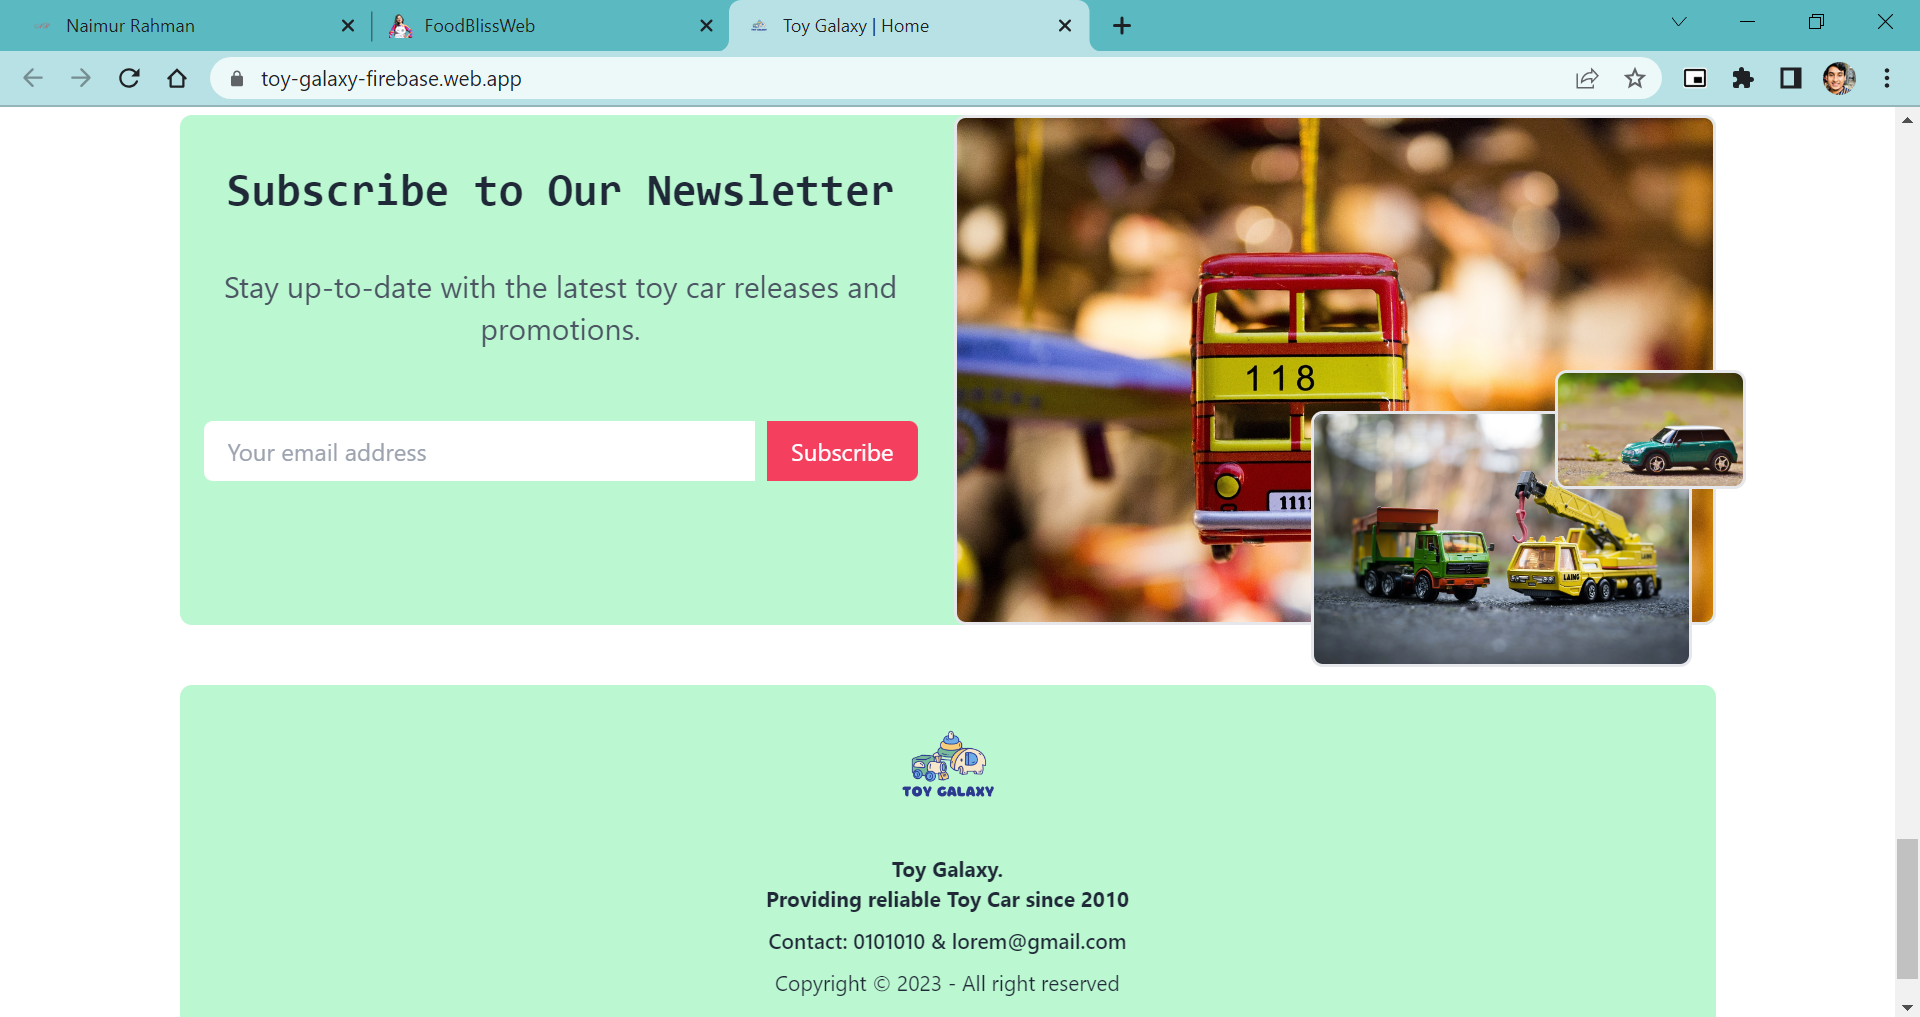 Naimur Rahman
FoodBlissWeb
Toy Galaxy | Home
toy-galaxy-firebase.web.app
Subscribe to Our Newsletter
Stay up-to-date with the latest toy car releases and
promotions.
Your email address
Subscribe
118
1111
LAING
TOY GALAXY
Toy Galaxy.
Providing reliable Toy Car since 2010
Contact: 0101010 & lorem@gmail.com
Copyright © 2023 - All right reserved